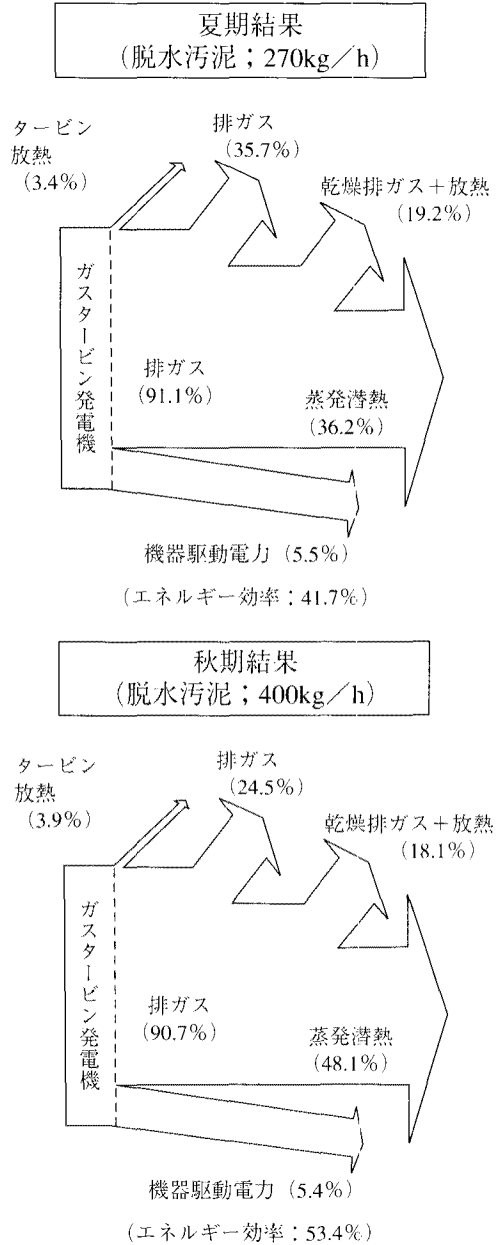 夏期結果
(脱水汚泥；270kg／h)
タービン
放熱
(3.4%)
排ガス
(35.7%)
乾燥排ガス＋放熱
(19.2%)
ガスタービン発電機
排ガス
(91.1%)
蒸発潜熱
(36.2%)
機器駆動電力 (5.5%)
(エネルギー効率：41.7%)
秋期結果
(脱水汚泥；400kg／h)
タービン
放熱
(3.9%)
排ガス
(24.5%)
乾燥排ガス＋放熱
(18.1%)
ガスタービン発電機
排ガス
(90.7%)
蒸発潜熱
(48.1%)
機器駆動電力 (5.4%)
(エネルギー効率：53.4%)